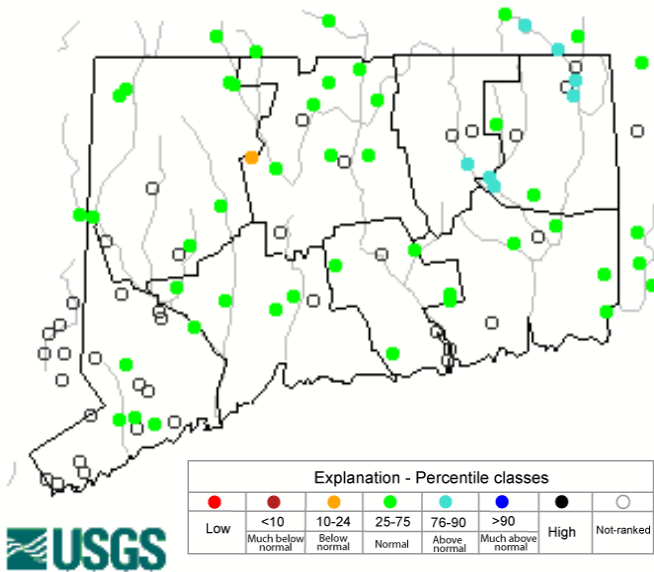 Explanation - Percentile classes
Low <10 10-24 25-75 76-90 >90 High Not-ranked
Much below normal Below normal Normal Above normal Much above normal
USGS